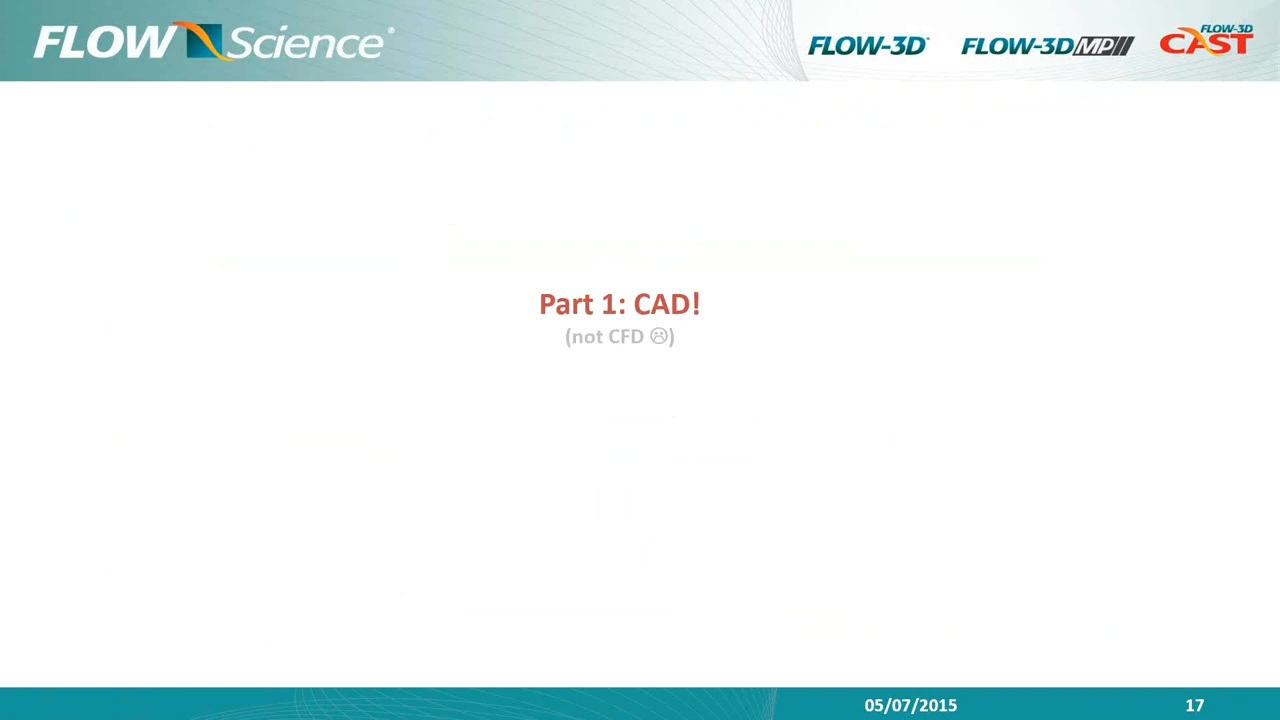 FLOW Science®
FLOW-3D®
FLOW-3D MP
FLOW-3D CAST
Part 1: CAD!
(not CFD ☹)
05/07/2015
17